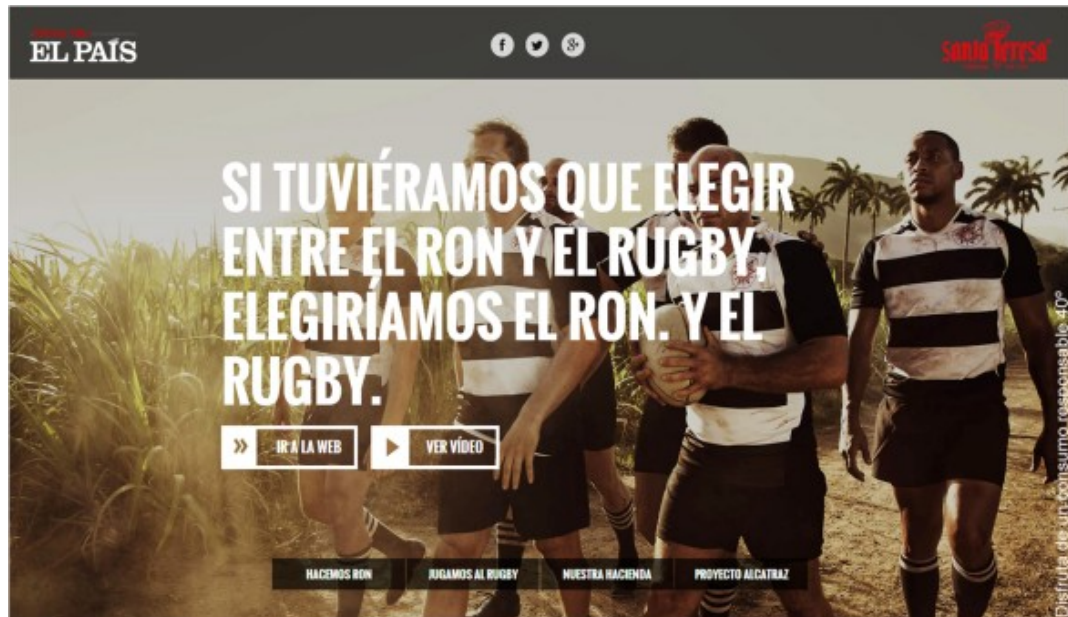 EL PAÍS
Santa Teresa
SI TUVIÉRAMOS QUE ELEGIR
ENTRE EL RON Y EL RUGBY,
ELEGIRÍAMOS EL RON. Y EL
RUGBY.
IR A LA WEB
VER VÍDEO
HACEMOS RON
JUGAMOS AL RUGBY
NUESTRA HACIENDA
PROYECTO ALCATRAZ
Disfruta de un consumo responsable 40º